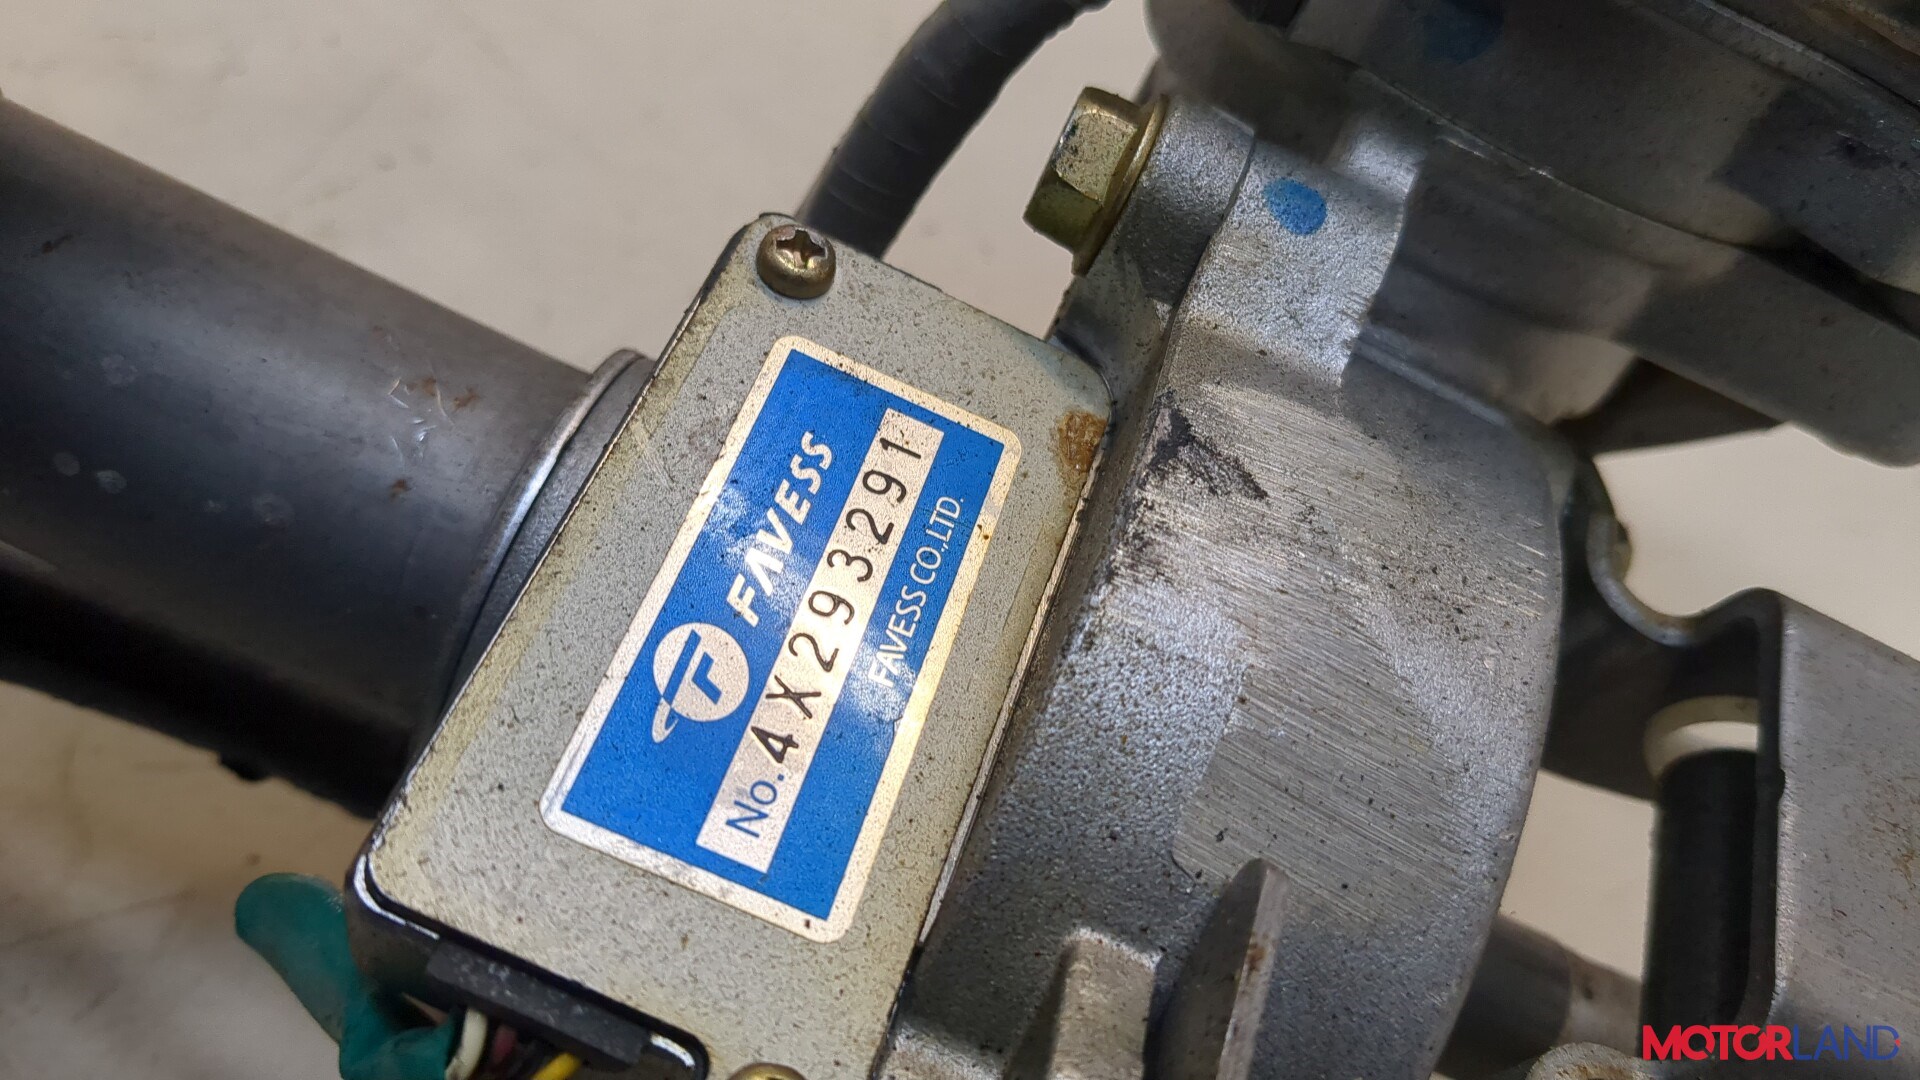 FAVESS
No. 4X293291
FAVESS CO.,LTD.
MOTORLAND